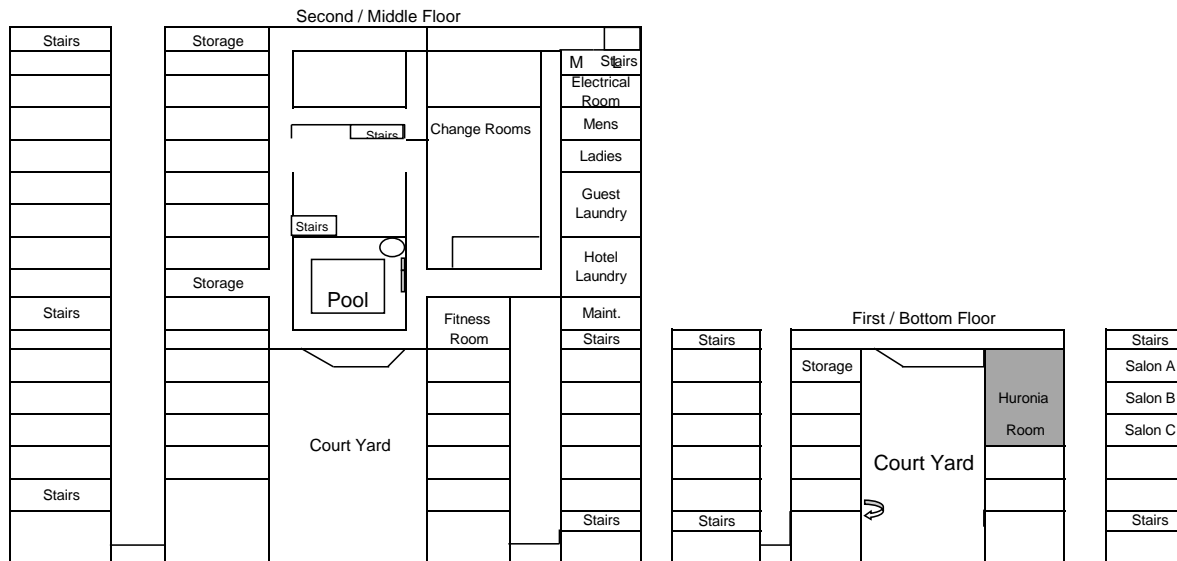 Second / Middle Floor
Stairs
Storage
M
Stairs
Electrical
Room
Stairs
Change Rooms
Mens
Ladies
Guest
Laundry
Stairs
Hotel
Laundry
Storage
Pool
Stairs
Fitness
Room
Maint.
Stairs
Court Yard
Stairs
Stairs
First / Bottom Floor
Stairs
Stairs
Storage
Salon A
Huronia
Room
Salon B
Salon C
Court Yard
Stairs
Stairs